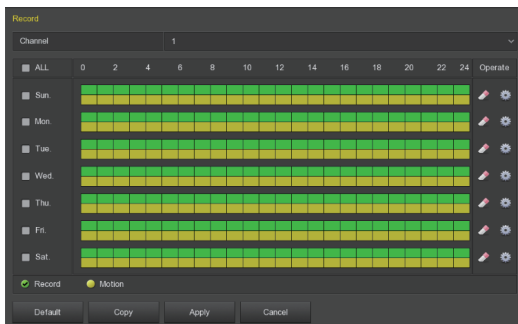 Record
Channel 1
ALL 0 2 4 6 8 10 12 14 16 18 20 22 24 Operate
Sun.
Mon.
Tue.
Wed.
Thu.
Fri.
Sat.
Record Motion
Default Copy Apply Cancel